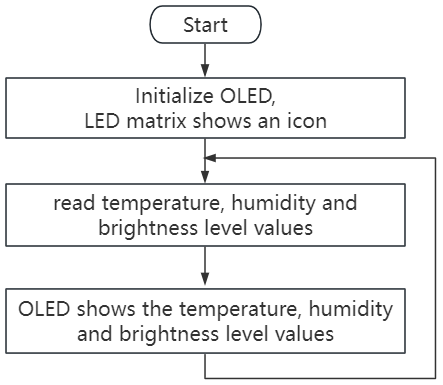 Start
Initialize OLED,
LED matrix shows an icon
read temperature, humidity and
brightness level values
OLED shows the temperature, humidity
and brightness level values